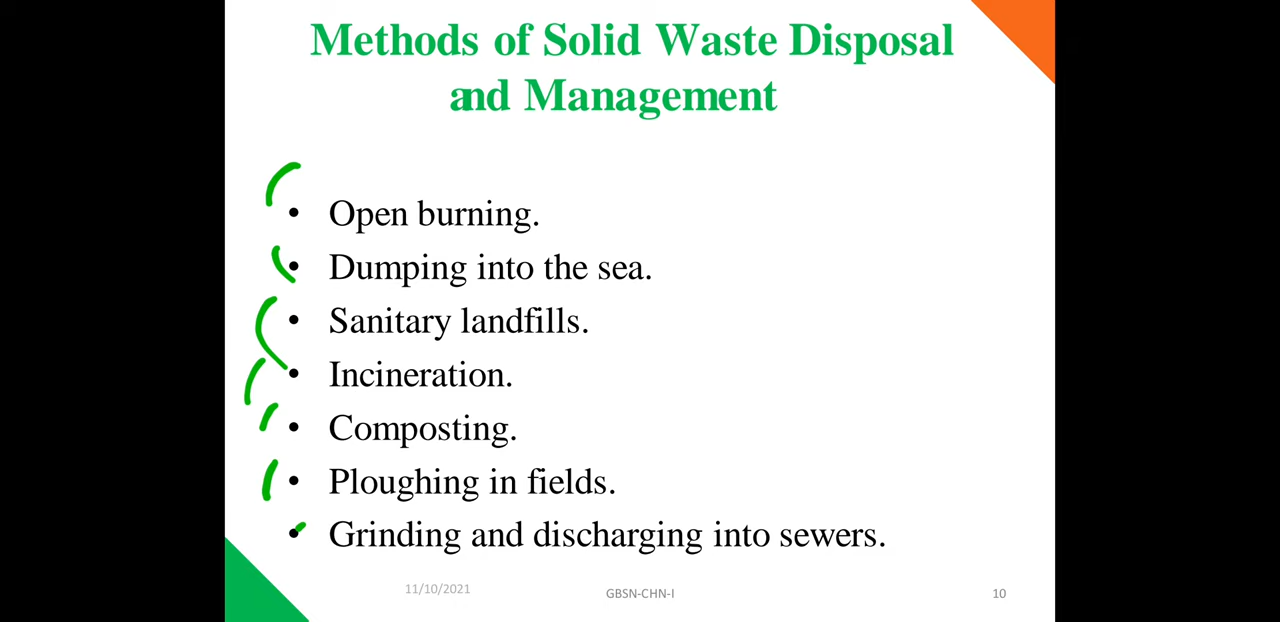 Methods of Solid Waste Disposal
and Management
• Open burning.
• Dumping into the sea.
• Sanitary landfills.
• Incineration.
• Composting.
• Ploughing in fields.
• Grinding and discharging into sewers.
11/10/2021
GBSN-CHN-I
10